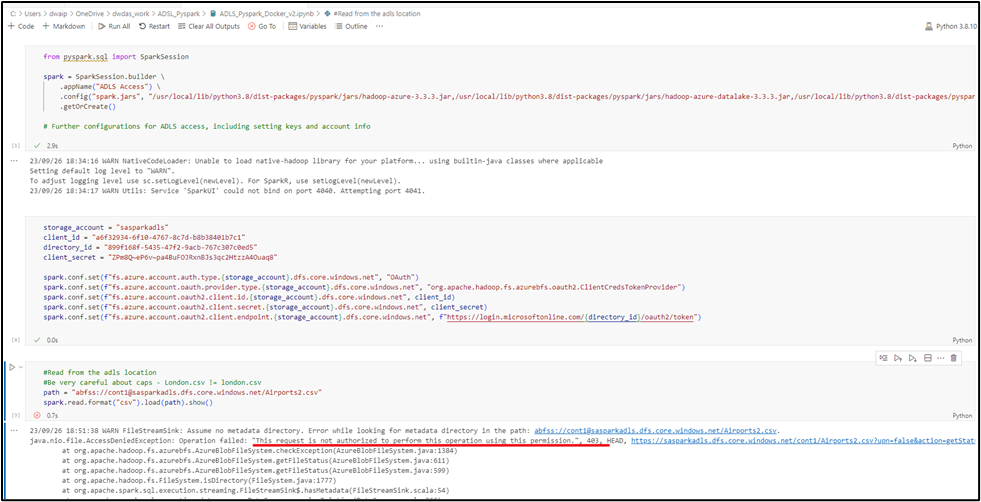 C: > Users > dwaip > OneDrive > dwdas_work > ADSL_Pyspark > ADLS_Pyspark_Docker_v2.ipynb > #Read from the adls location
+ Code + Markdown | Run All Restart Clear All Outputs Go To | Variables Outline ... Python 3.8.10
from pyspark.sql import SparkSession
spark = SparkSession.builder \
.appName("ADLS Access") \
.config("spark.jars", "/usr/local/lib/python3.8/dist-packages/pyspark/jars/hadoop-azure-3.3.3.jar,/usr/local/lib/python3.8/dist-packages/pyspark/jars/hadoop-azure-datalake-3.3.3.jar,/usr/local/lib/python3.8/dist-packages/pyspar
.getOrCreate()
# Further configurations for ADLS access, including setting keys and account info
[3] ✓ 2.9s Python
... 23/09/26 18:34:16 WARN NativeCodeLoader: Unable to load native-hadoop library for your platform... using builtin-java classes where applicable
Setting default log level to "WARN".
To adjust logging level use sc.setLogLevel(newLevel). For SparkR, use setLogLevel(newLevel).
23/09/26 18:34:17 WARN Utils: Service 'SparkUI' could not bind on port 4040. Attempting port 4041.
storage_account = "sasparkadls"
client_id = "a6f32934-6f10-4767-8c7d-b8b38401b7c1"
directory_id = "899f168f-5435-47f2-9acb-767c307c0ed5"
client_secret = "ZPm8Q~eP6v~pa4BuFOJRxnBJs3qc2HtzzA4Ouaq8"
spark.conf.set(f"fs.azure.account.auth.type.{storage_account}.dfs.core.windows.net", "OAuth")
spark.conf.set(f"fs.azure.account.oauth.provider.type.{storage_account}.dfs.core.windows.net", "org.apache.hadoop.fs.azurebfs.oauth2.ClientCredsTokenProvider")
spark.conf.set(f"fs.azure.account.oauth2.client.id.{storage_account}.dfs.core.windows.net", client_id)
spark.conf.set(f"fs.azure.account.oauth2.client.secret.{storage_account}.dfs.core.windows.net", client_secret)
spark.conf.set(f"fs.azure.account.oauth2.client.endpoint.{storage_account}.dfs.core.windows.net", f"https://login.microsoftonline.com/{directory_id}/oauth2/token")
✓ 0.0s Python
#Read from the adls location
#Be very careful about caps - London.csv != london.csv
path = "abfss://cont1@sasparkadls.dfs.core.windows.net/Airports2.csv"
spark.read.format("csv").load(path).show()
0.7s Python
... 23/09/26 18:51:38 WARN FileStreamSink: Assume no metadata directory. Error while looking for metadata directory in the path: abfss://cont1@sasparkadls.dfs.core.windows.net/Airports2.csv.
java.nio.file.AccessDeniedException: Operation failed: "This request is not authorized to perform this operation using this permission.", 403, HEAD, https://sasparkadls.dfs.core.windows.net/cont1/Airports2.csv?upn=false&action=getStat
at org.apache.hadoop.fs.azurebfs.AzureBlobFileSystem.checkException(AzureBlobFileSystem.java:1384)
at org.apache.hadoop.fs.azurebfs.AzureBlobFileSystem.getFileStatus(AzureBlobFileSystem.java:611)
at org.apache.hadoop.fs.azurebfs.AzureBlobFileSystem.getFileStatus(AzureBlobFileSystem.java:599)
at org.apache.hadoop.fs.FileSystem.isDirectory(FileSystem.java:1777)
at org.apache.spark.sql.execution.streaming.FileStreamSink$.hasMetadata(FileStreamSink.scala:54)